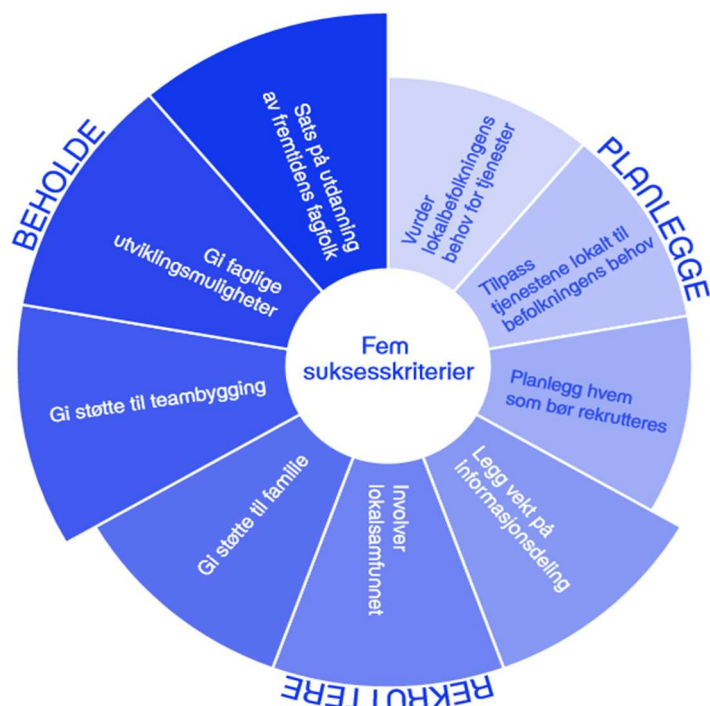 Fem
suksesskriterier
PLANLEGGE
Vurder
lokalbefolkningens
behov for tjenester
Tilpass
tjenestene lokalt til
befolkningens behov
Planlegg hvem
som bør rekrutteres
REKRUTTERE
Legg vekt på
informasjonsdeling
Involver
lokalsamfunnet
Gi støtte til familie
BEHOLDE
Gi støtte til teambygging
Gi faglige
utviklingsmuligheter
Sats på utdanning
av fremtidens fagfolk